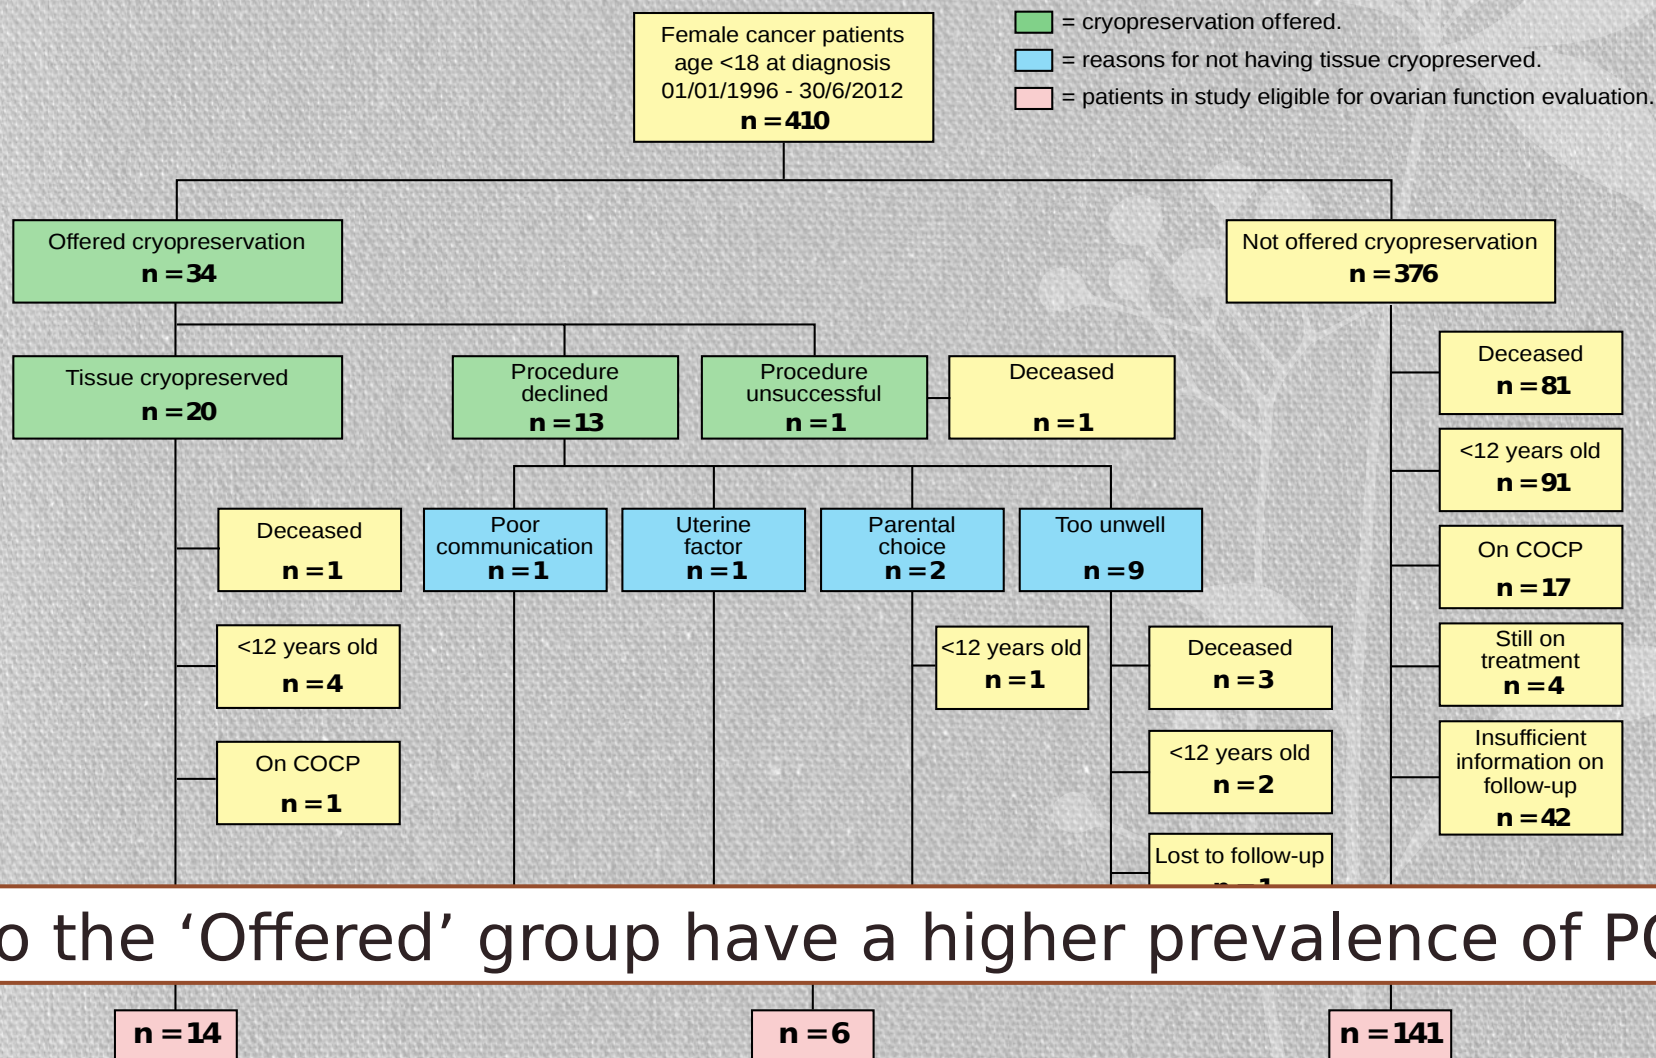 Female cancer patients
age <18 at diagnosis
01/01/1996 - 30/6/2012
n = 410
= cryopreservation offered.
= reasons for not having tissue cryopreserved.
= patients in study eligible for ovarian function evaluation.
Offered cryopreservation
n = 34
Not offered cryopreservation
n = 376
Tissue cryopreserved
n = 20
Procedure
declined
n = 13
Procedure
unsuccessful
n = 1
Deceased
n = 1
Deceased
n = 81
<12 years old
n = 91
On COCP
n = 17
Still on
treatment
n = 4
Insufficient
information on
follow-up
n = 42
Deceased
n = 1
<12 years old
n = 4
On COCP
n = 1
Poor
communication
n = 1
Uterine
factor
n = 1
Parental
choice
n = 2
Too unwell
n = 9
<12 years old
n = 1
Deceased
n = 3
<12 years old
n = 2
Lost to follow-up
n = 1
the ‘Offered’ group have a higher prevalence of
n = 14
n = 6
n = 141